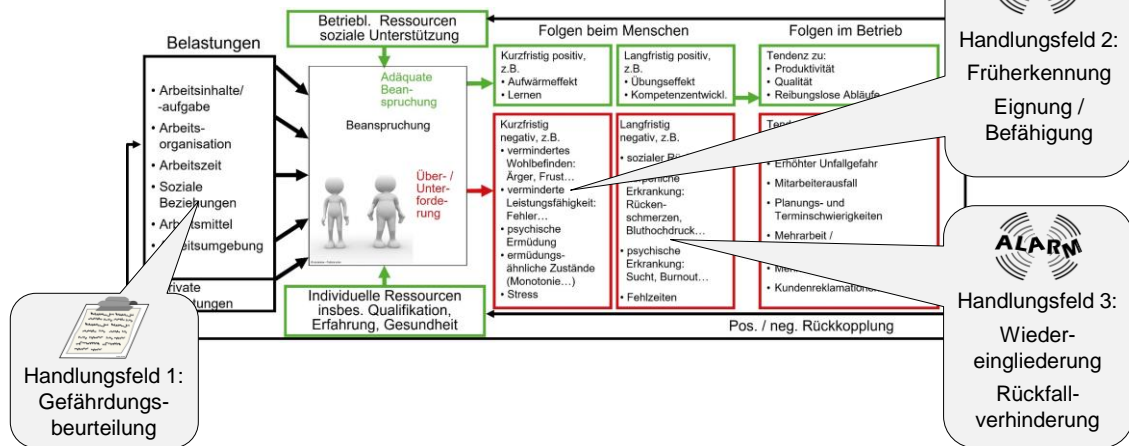 Betriebl. Ressourcen
soziale Unterstützung
Belastungen
• Arbeitsinhalte/
-aufgabe
• Arbeits-
organisation
• Arbeitszeit
• Soziale
Beziehungen
Handlungsfeld 1:
Gefährdungs-
beurteilung
Adäquate
Bean-
spruchung
Beanspruchung
Über- /
Unter-
forde-
rung
Individuelle Ressourcen
insbes. Qualifikation,
Erfahrung, Gesundheit
Folgen beim Menschen
Kurzfristig positiv,
z.B.
• Aufwärmeffekt
• Lernen
Langfristig positiv,
z.B.
• Übungseffekt
• Kompetenzentwickl.
Kurzfristig
negativ, z.B.
• vermindertes
Wohlbefinden:
Ärger, Frust…
• verminderte
Leistungsfähigkeit:
Fehler…
• psychische
Ermüdung
• ermüdungs-
ähnliche Zustände
(Monotonie…)
• Stress
Langfristig
negativ, z.B.
• sozialer
Erkrankung:
Rücken-
schmerzen,
Bluthochdruck…
• psychische
Erkrankung:
Sucht, Burnout…
• Fehlzeiten
Folgen im Betrieb
Tendenz zu:
• Produktivität
• Qualität
• Reibungslose Abläufe
Erhöhter Unfallgefahr
• Mitarbeiterausfall
• Planungs- und
Terminschwierigkeiten
• Mehrarbeit /
•
• Kundenreklamationen
Pos. / neg. Rückkopplung
Handlungsfeld 2:
Früherkennung
Eignung /
Befähigung
ALARM
Handlungsfeld 3:
Wieder-
eingliederung
Rückfall-
verhinderung